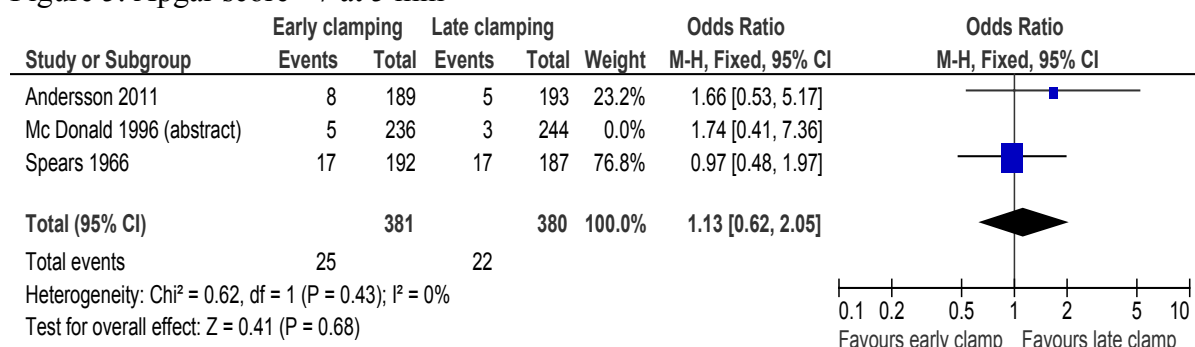 Early clamping Late clamping Odds Ratio Odds Ratio
Study or Subgroup Events Total Events Total Weight M-H, Fixed, 95% CI M-H, Fixed, 95% CI
Andersson 2011 8 189 5 193 23.2% 1.66 [0.53, 5.17]
Mc Donald 1996 (abstract) 5 236 3 244 0.0% 1.74 [0.41, 7.36]
Spears 1966 17 192 17 187 76.8% 0.97 [0.48, 1.97]
Total (95% CI) 381 380 100.0% 1.13 [0.62, 2.05]
Total events 25 22
Heterogeneity: Chi² = 0.62, df = 1 (P = 0.43); I² = 0%
Test for overall effect: Z = 0.41 (P = 0.68)
0.1 0.2 0.5 1 2 5 10
Favours early clamp Favours late clamp